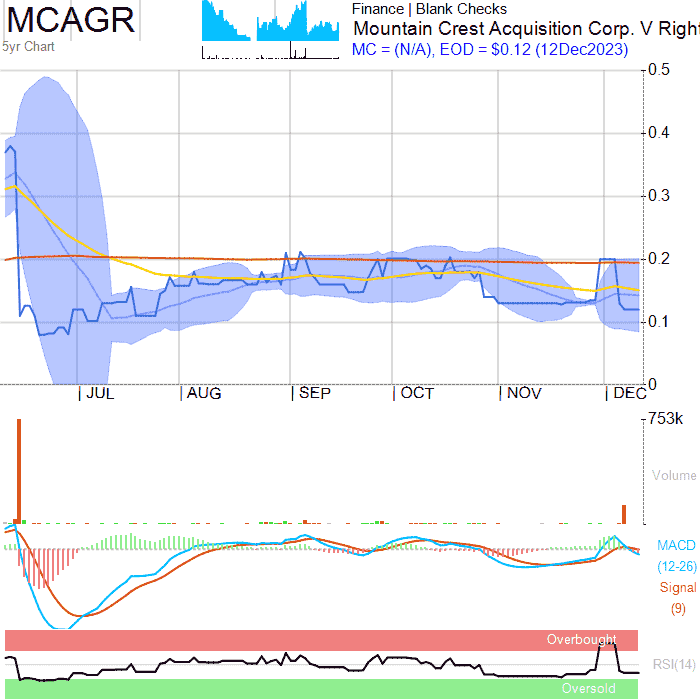 MCAGR
5yr Chart
Finance | Blank Checks
Mountain Crest Acquisition Corp. V Right
MC = (N/A), EOD = $0.12 (12Dec2023)
0.5
0.4
0.3
0.2
0.1
0
JUL AUG SEP OCT NOV DEC
753k
Volume
MACD
(12-26)
Signal
(9)
Overbought
RSI(14)
Oversold